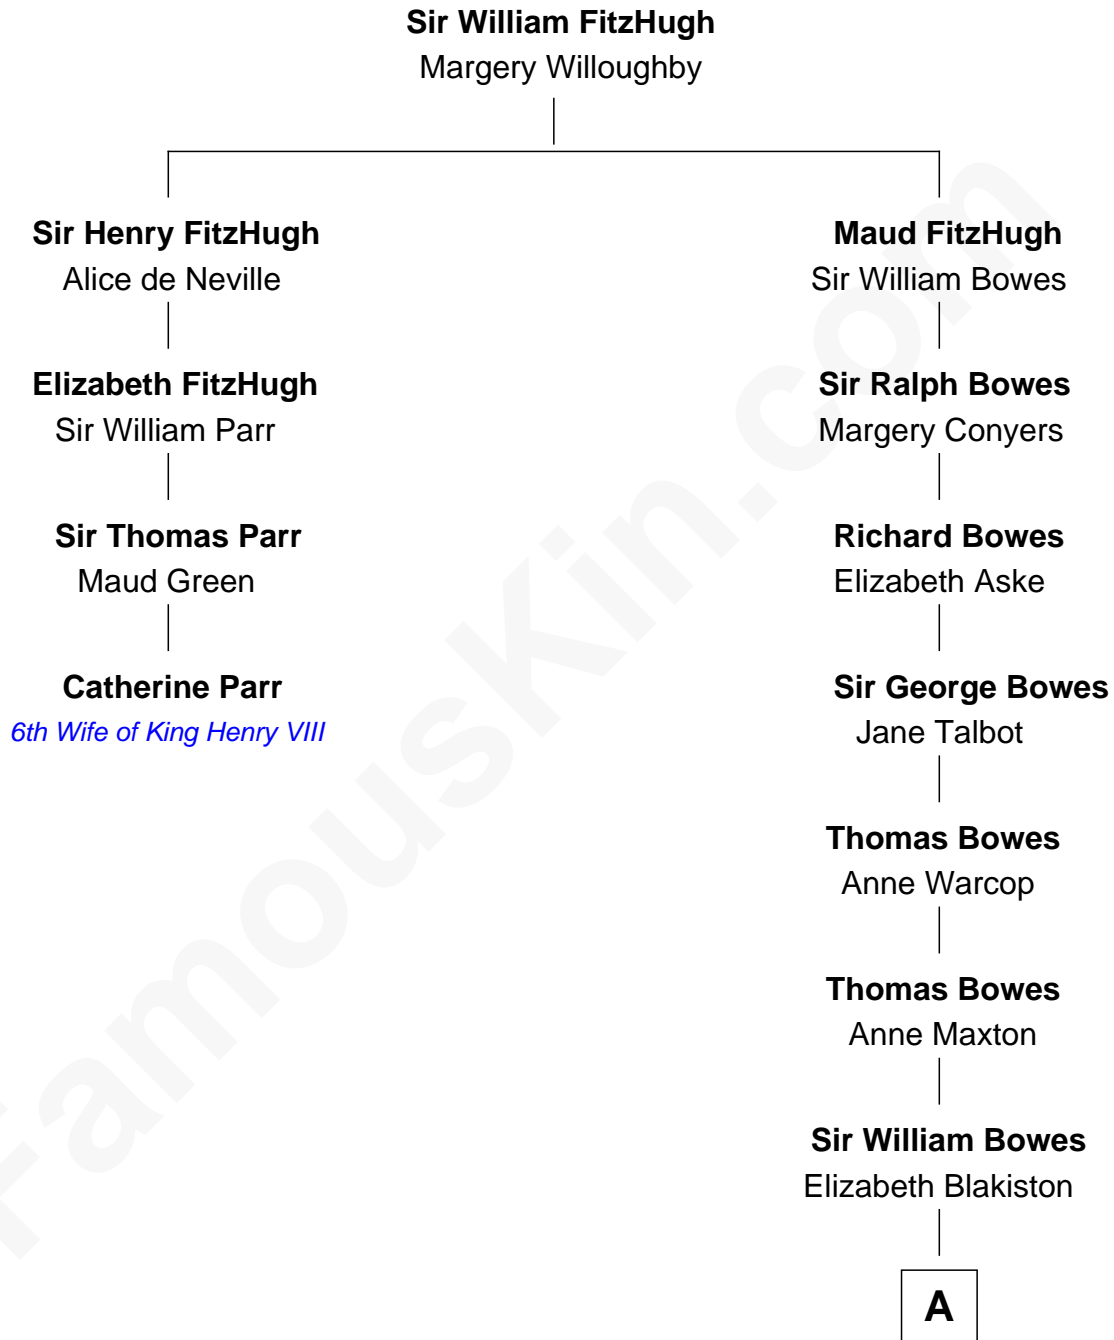 Sir William FitzHugh
Margery Willoughby
Sir Henry FitzHugh
Alice de Neville
Maud FitzHugh
Sir William Bowes
Elizabeth FitzHugh
Sir William Parr
Sir Ralph Bowes
Margery Conyers
Sir Thomas Parr
Maud Green
Richard Bowes
Elizabeth Aske
Catherine Parr
6th Wife of King Henry VIII
Sir George Bowes
Jane Talbot
Thomas Bowes
Anne Warcop
Thomas Bowes
Anne Maxton
Sir William Bowes
Elizabeth Blakiston
A
FamousKin.com